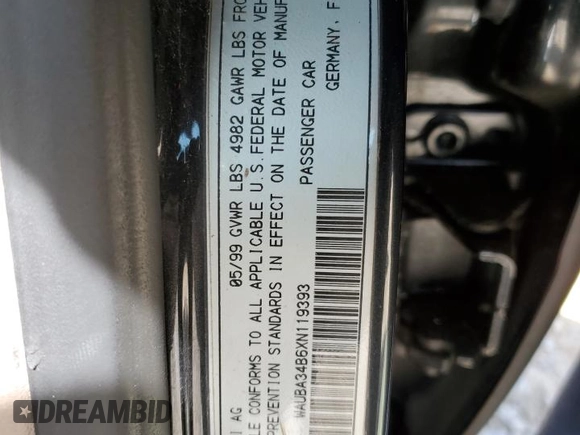 I AG
05/99 GVWR LBS 4982 GAWR LBS FRO
LE CONFORMS TO ALL APPLICABLE U.S. FEDERAL MOTOR VEH
PREVENTION STANDARDS IN EFFECT ON THE DATE OF MANUF
WAUBA34B6XN119393
PASSENGER CAR
GERMANY, F
DREAMBID